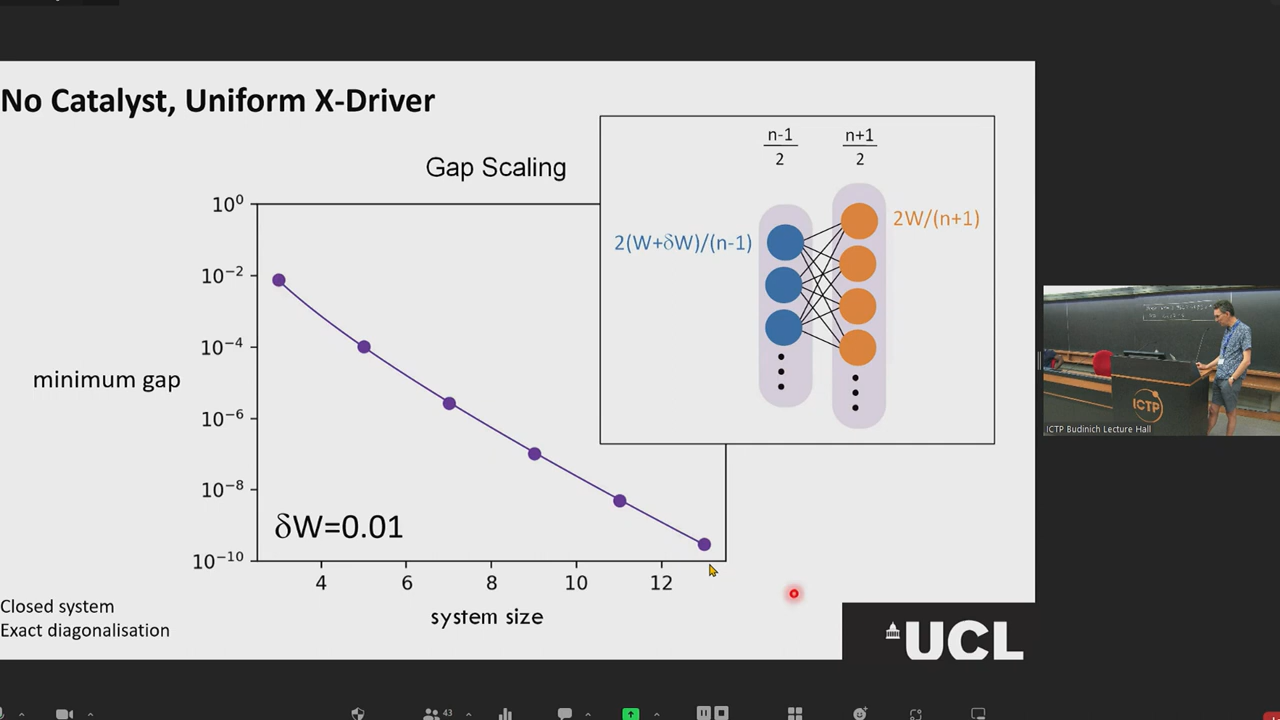 No Catalyst, Uniform X-Driver
Gap Scaling
minimum gap
10⁰
10⁻²
10⁻⁴
10⁻⁶
10⁻⁸
10⁻¹⁰
4 6 8 10 12
system size
δW=0.01
n-1
2
n+1
2
2(W+δW)/(n-1)
2W/(n+1)
Closed system
Exact diagonalisation
UCL
ICTP
ICTP Budinich Lecture Hall
43